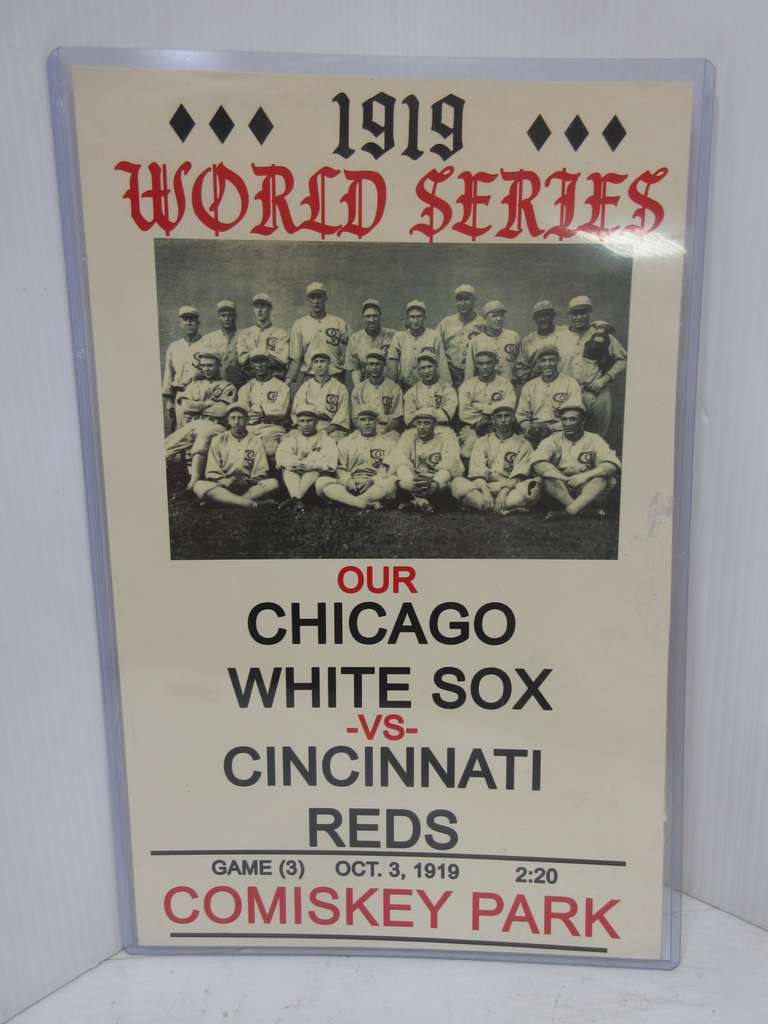 1919
WORLD SERIES
OUR
CHICAGO
WHITE SOX
-VS-
CINCINNATI
REDS
GAME (3) OCT. 3, 1919 2:20
COMISKEY PARK